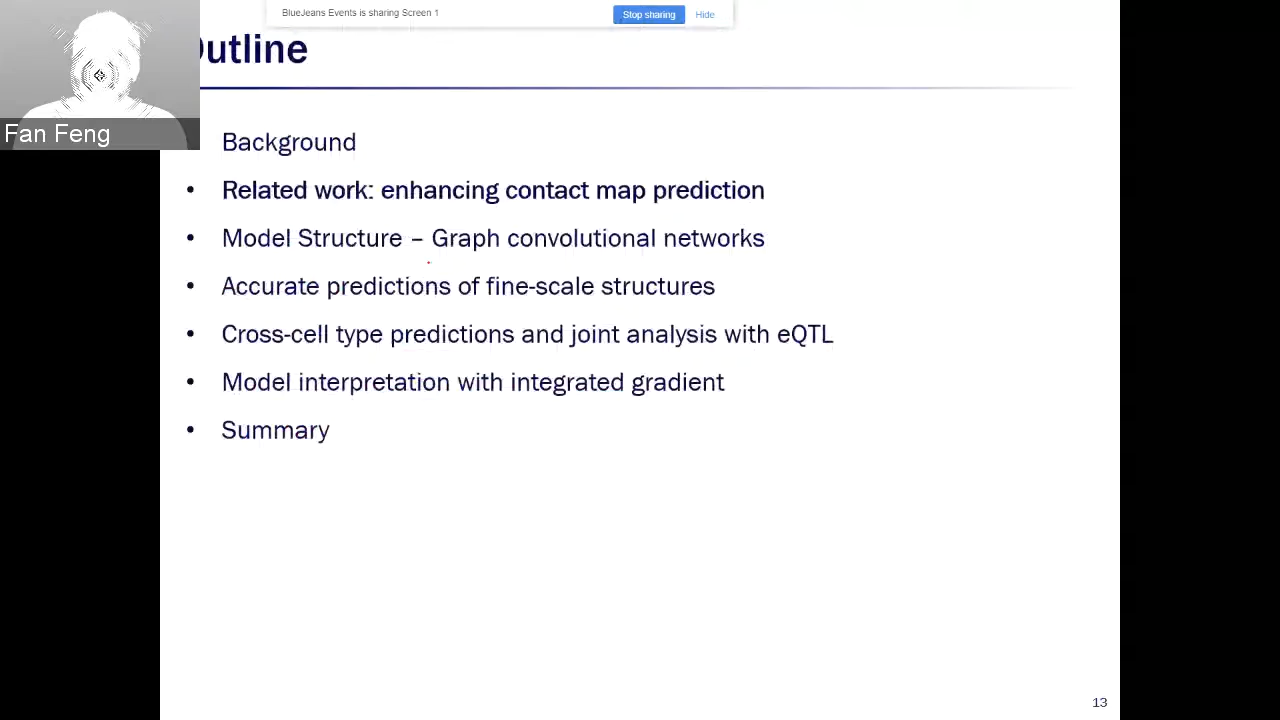 BlueJeans Events is sharing Screen 1
Stop sharing
Hide
Outline
Fan Feng
Background
• Related work: enhancing contact map prediction
• Model Structure – Graph convolutional networks
• Accurate predictions of fine-scale structures
• Cross-cell type predictions and joint analysis with eQTL
• Model interpretation with integrated gradient
• Summary
13